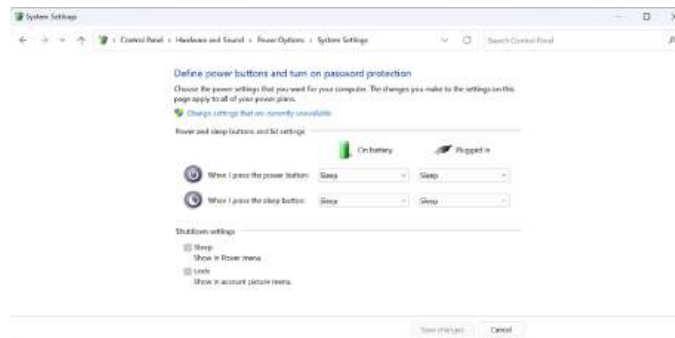 System Settings
Control Panel › Hardware and Sound › Power Options › System Settings
Search Control Panel
Define power buttons and turn on password protection
Choose the power settings that you want for your computer. The changes you make to the settings on this
page apply to all of your power plans.
Change settings that are currently unavailable
Power and sleep buttons and lid settings
On battery Plugged in
When I press the power button: Sleep Sleep
When I press the sleep button: Sleep Sleep
Shutdown settings
Sleep
Show in Power menu.
Lock
Show in account picture menu.
Save changes Cancel